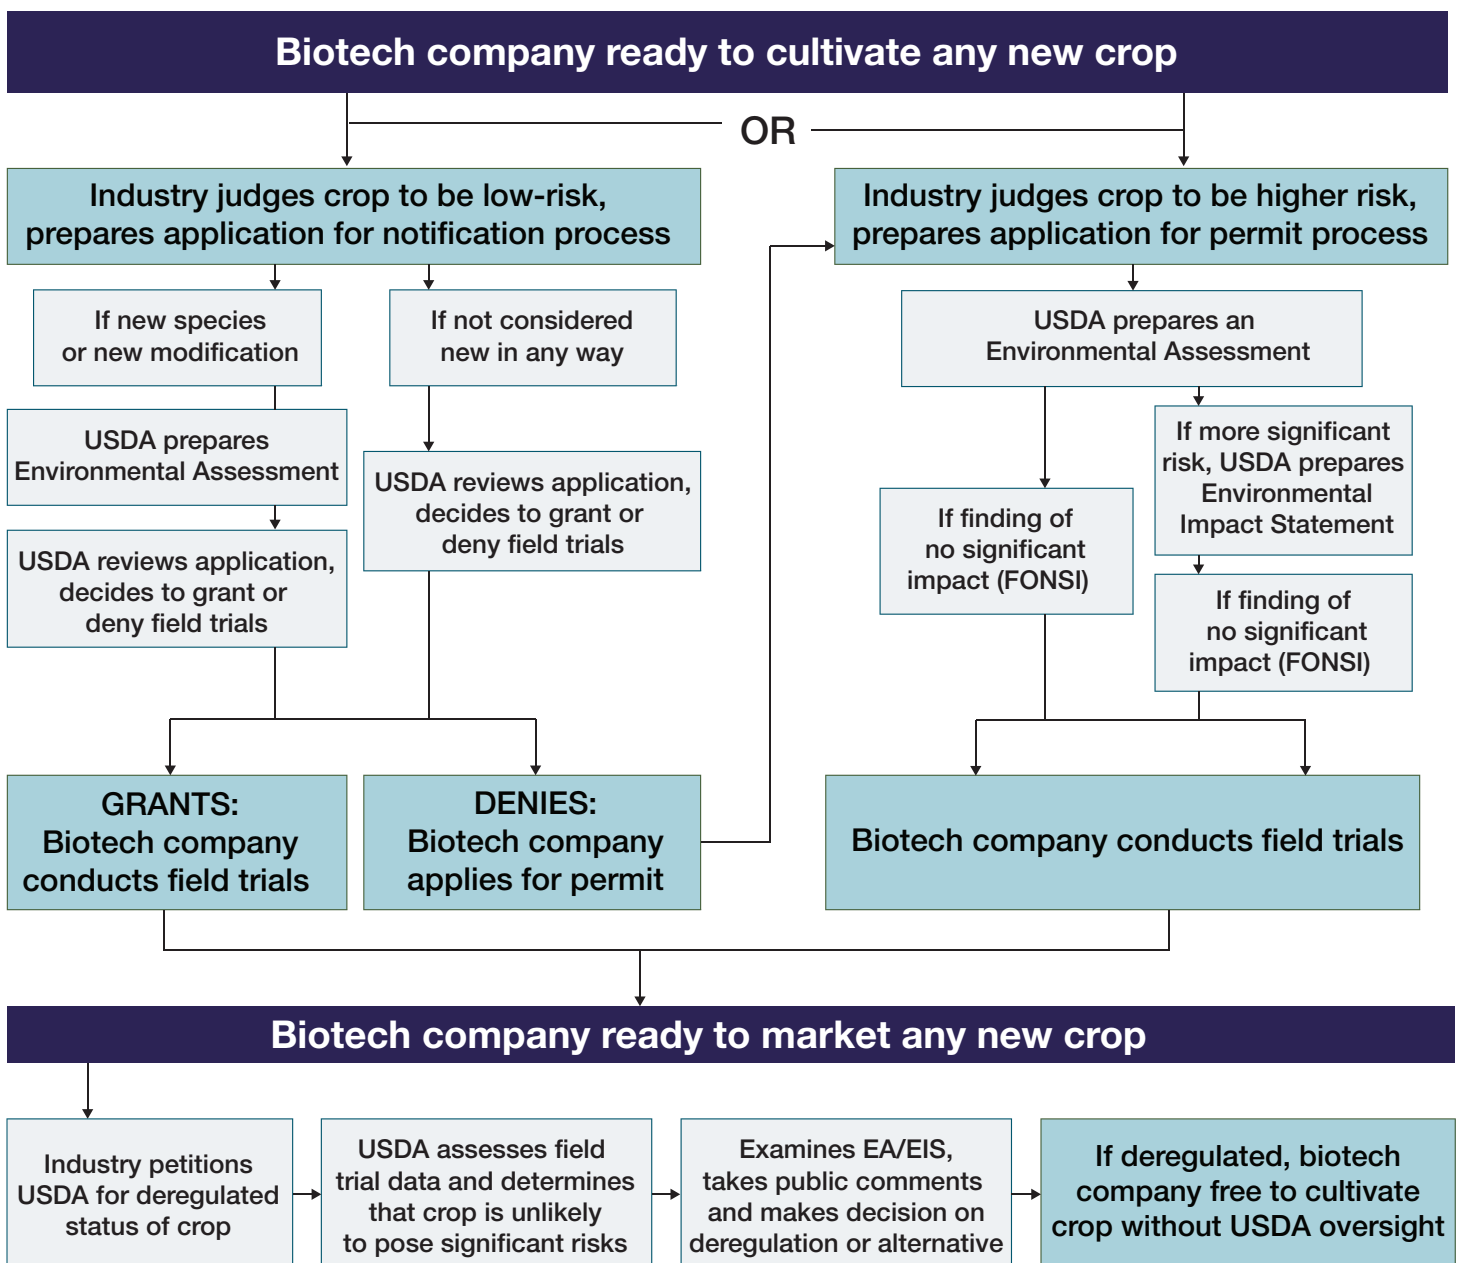 Biotech company ready to cultivate any new crop
OR
Industry judges crop to be low-risk,
prepares application for notification process
Industry judges crop to be higher risk,
prepares application for permit process
If new species
or new modification
If not considered
new in any way
USDA prepares
Environmental Assessment
USDA reviews application,
decides to grant or
deny field trials
USDA reviews application,
decides to grant or
deny field trials
USDA prepares an
Environmental Assessment
If finding of
no significant
impact (FONSI)
If more significant
risk, USDA prepares
Environmental
Impact Statement
If finding of
no significant
impact (FONSI)
GRANTS:
Biotech company
conducts field trials
DENIES:
Biotech company
applies for permit
Biotech company conducts field trials
Biotech company ready to market any new crop
Industry petitions
USDA for deregulated
status of crop
USDA assesses field
trial data and determines
that crop is unlikely
to pose significant risks
Examines EA/EIS,
takes public comments
and makes decision on
deregulation or alternative
If deregulated, biotech
company free to cultivate
crop without USDA oversight